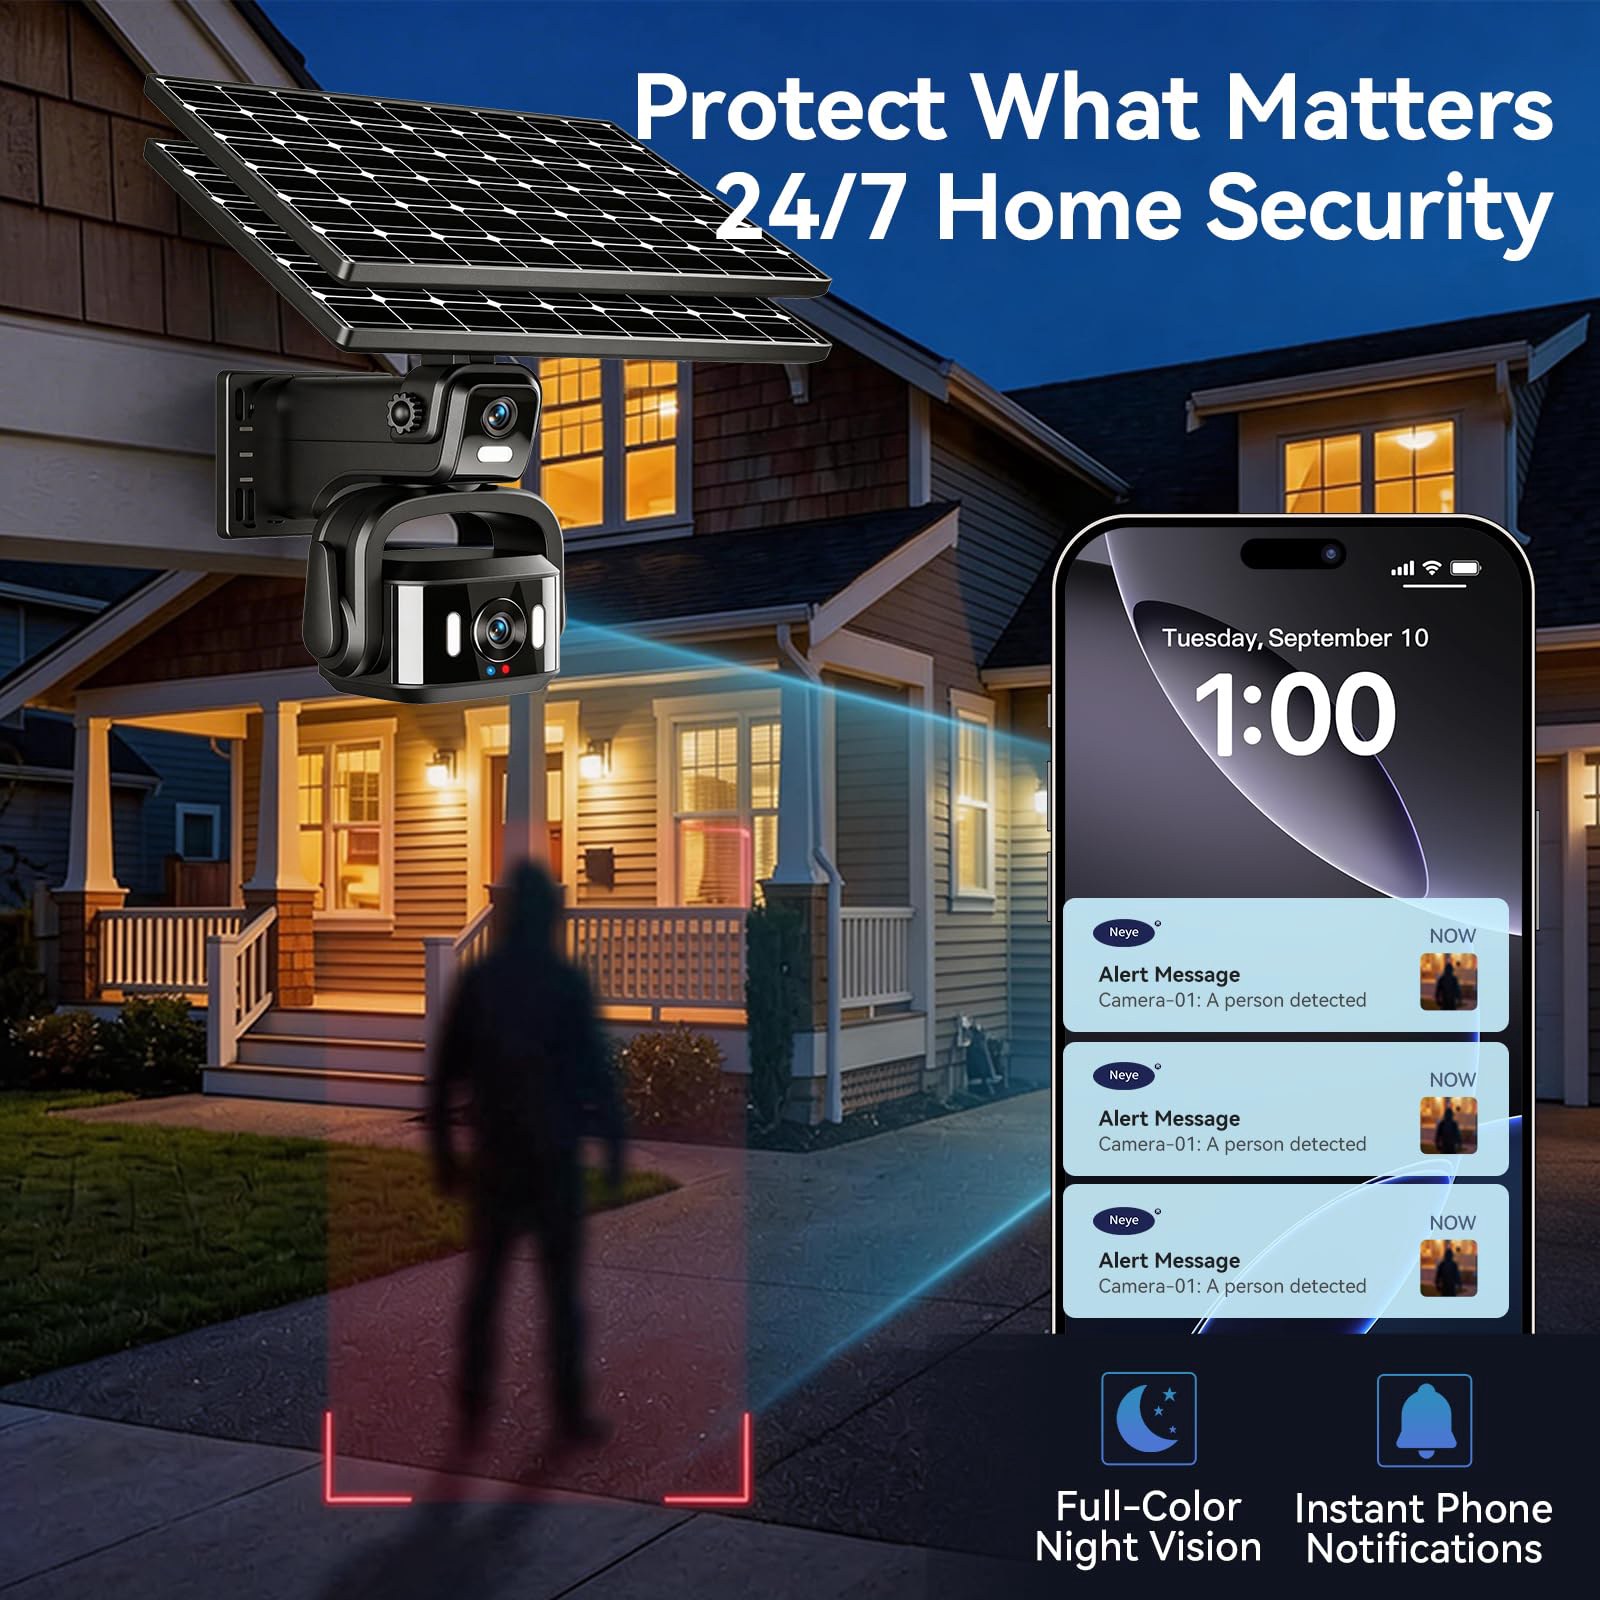 Protect What Matters
24/7 Home Security
Tuesday, September 10
1:00
Neye
NOW
Alert Message
Camera-01: A person detected
Neye
NOW
Alert Message
Camera-01: A person detected
Neye
NOW
Alert Message
Camera-01: A person detected
Full-Color
Night Vision
Instant Phone
Notifications